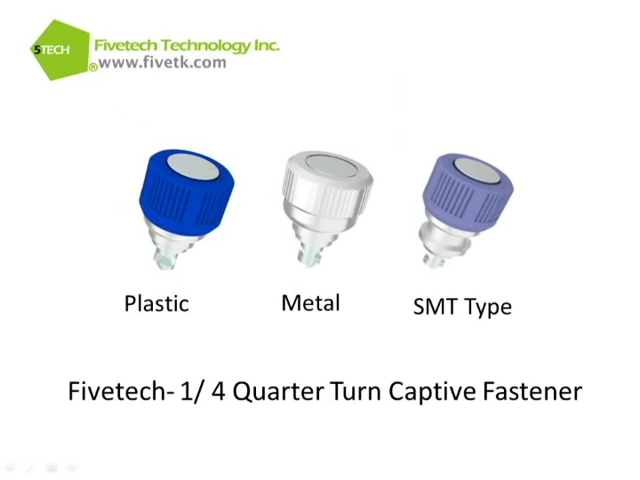 5TECH
Fivetech Technology Inc.
®www.fivetk.com
Plastic
Metal
SMT Type
Fivetech- 1/ 4 Quarter Turn Captive Fastener